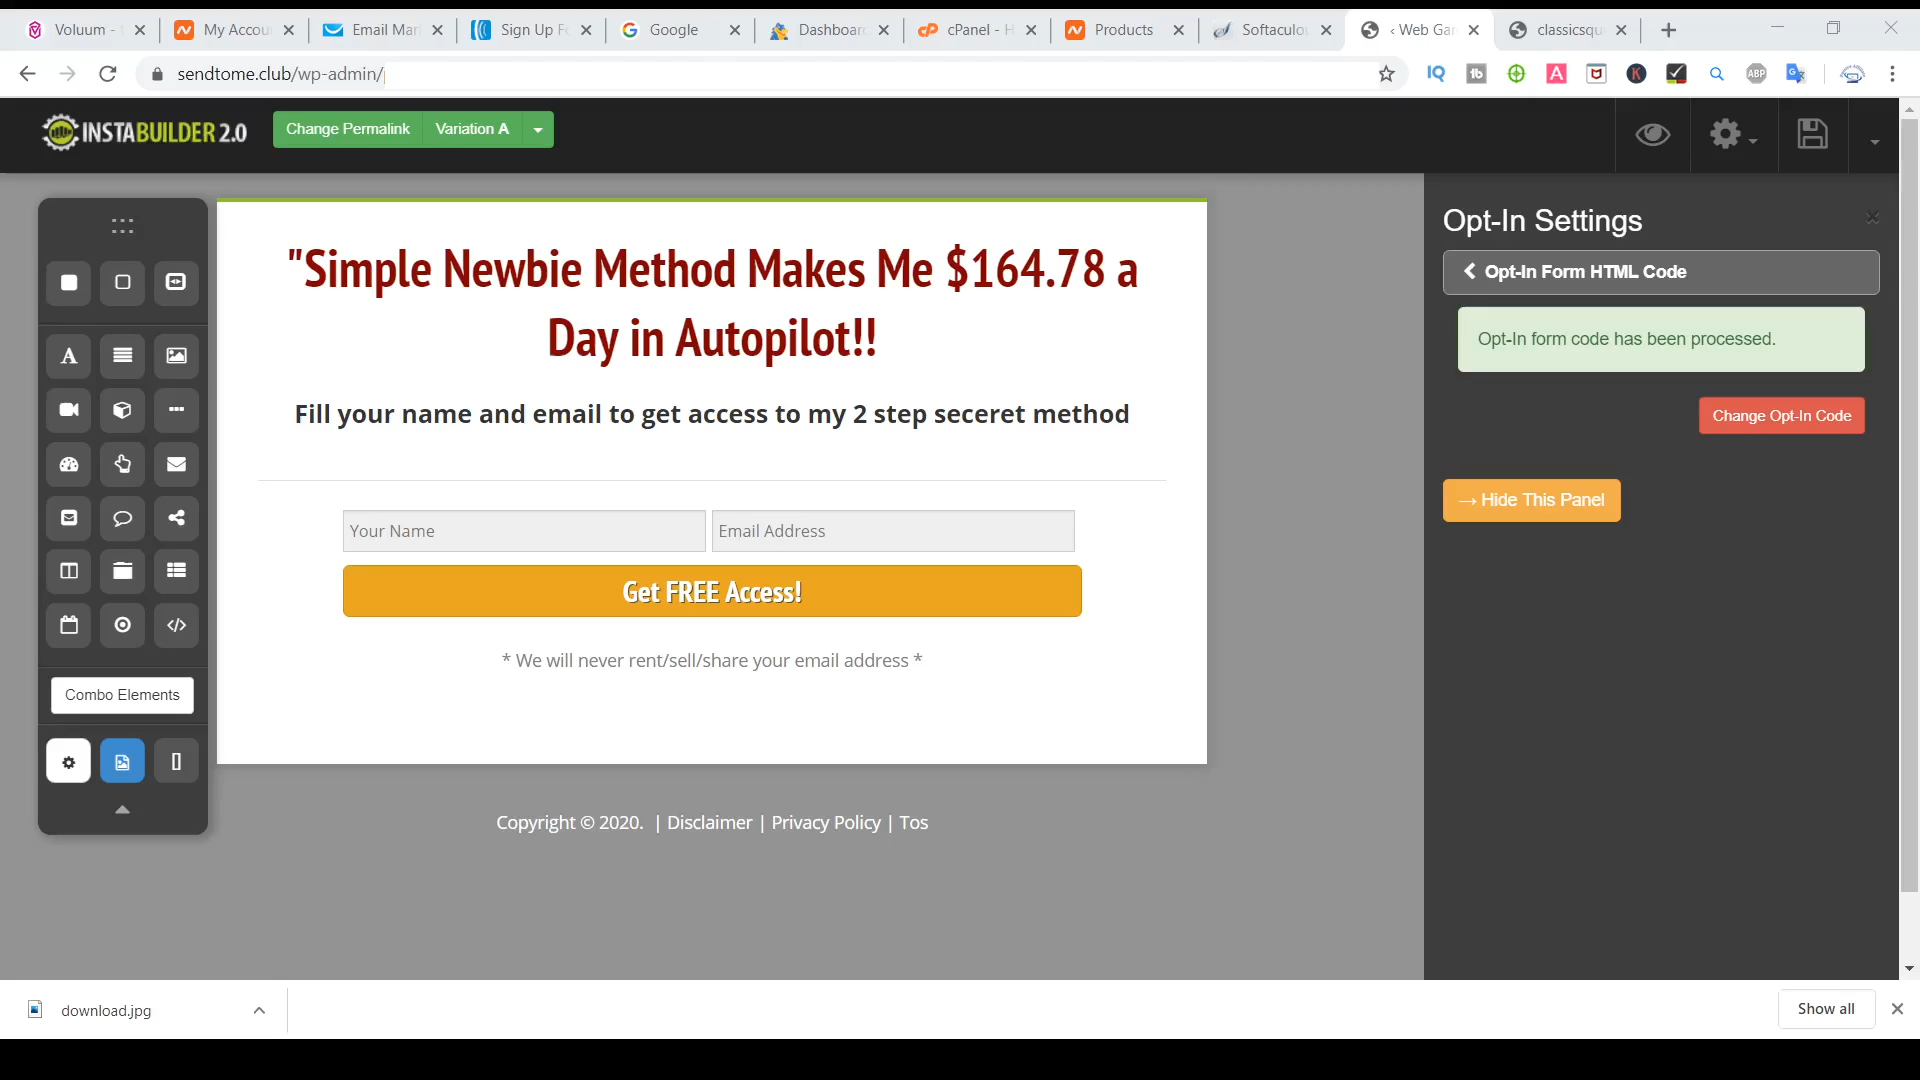 Voluum -
My Accou
Email Mar
Sign Up Fo
Google
Dashboard
cPanel - H
Products
Softaculou
‹ Web Gar
classicsqu
sendtome.club/wp-admin/
INSTABUILDER 2.0
Change Permalink
Variation A
Opt-In Settings
Opt-In Form HTML Code
Opt-In form code has been processed.
Change Opt-In Code
→ Hide This Panel
"Simple Newbie Method Makes Me $164.78 a
Day in Autopilot!!
Fill your name and email to get access to my 2 step seceret method
Your Name
Email Address
Get FREE Access!
* We will never rent/sell/share your email address *
Combo Elements
Copyright © 2020. | Disclaimer | Privacy Policy | Tos
download.jpg
Show all